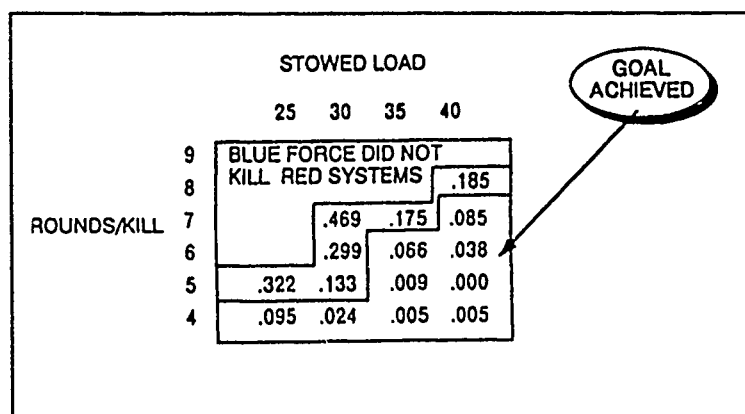 STOWED LOAD
GOAL
ACHIEVED
25 30 35 40
9 BLUE FORCE DID NOT
8 KILL RED SYSTEMS .185
ROUNDS/KILL 7 .469 .175 .085
6 .299 .066 .038
5 .322 .133 .009 .000
4 .095 .024 .005 .005